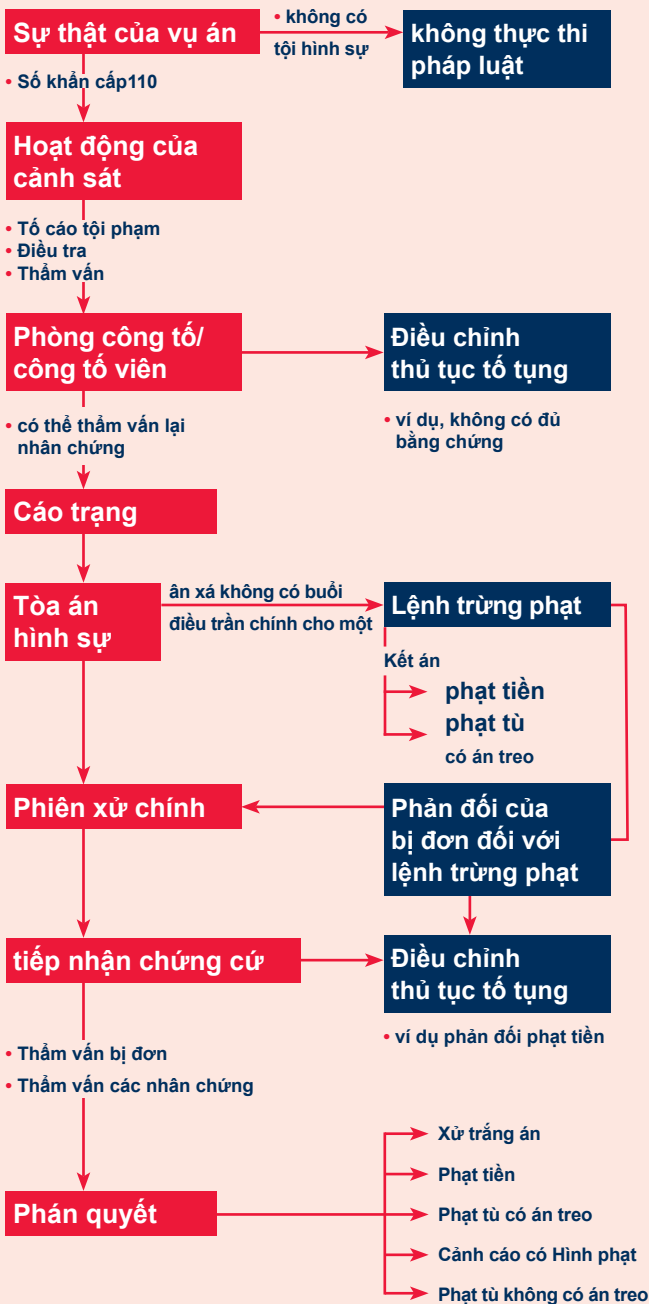 Sự thật của vụ án
• không có
tội hình sự
không thực thi
pháp luật
• Số khẩn cấp110
Hoạt động của
cảnh sát
• Tố cáo tội phạm
• Điều tra
• Thẩm vấn
Phòng công tố/
công tố viên
Điều chỉnh
thủ tục tố tụng
• có thể thẩm vấn lại
nhân chứng
• ví dụ, không có đủ
bằng chứng
Cáo trạng
Tòa án
hình sự
ân xá không có buổi
điều trần chính cho một
Lệnh trừng phạt
Kết án
phạt tiền
phạt tù
có án treo
Phiên xử chính
Phản đối của
bị đơn đối với
lệnh trừng phạt
tiếp nhận chứng cứ
Điều chỉnh
thủ tục tố tụng
• ví dụ phản đối phạt tiền
• Thẩm vấn bị đơn
• Thẩm vấn các nhân chứng
Phán quyết
Xử trắng án
Phạt tiền
Phạt tù có án treo
Cảnh cáo có Hình phạt
Phạt tù không có án treo